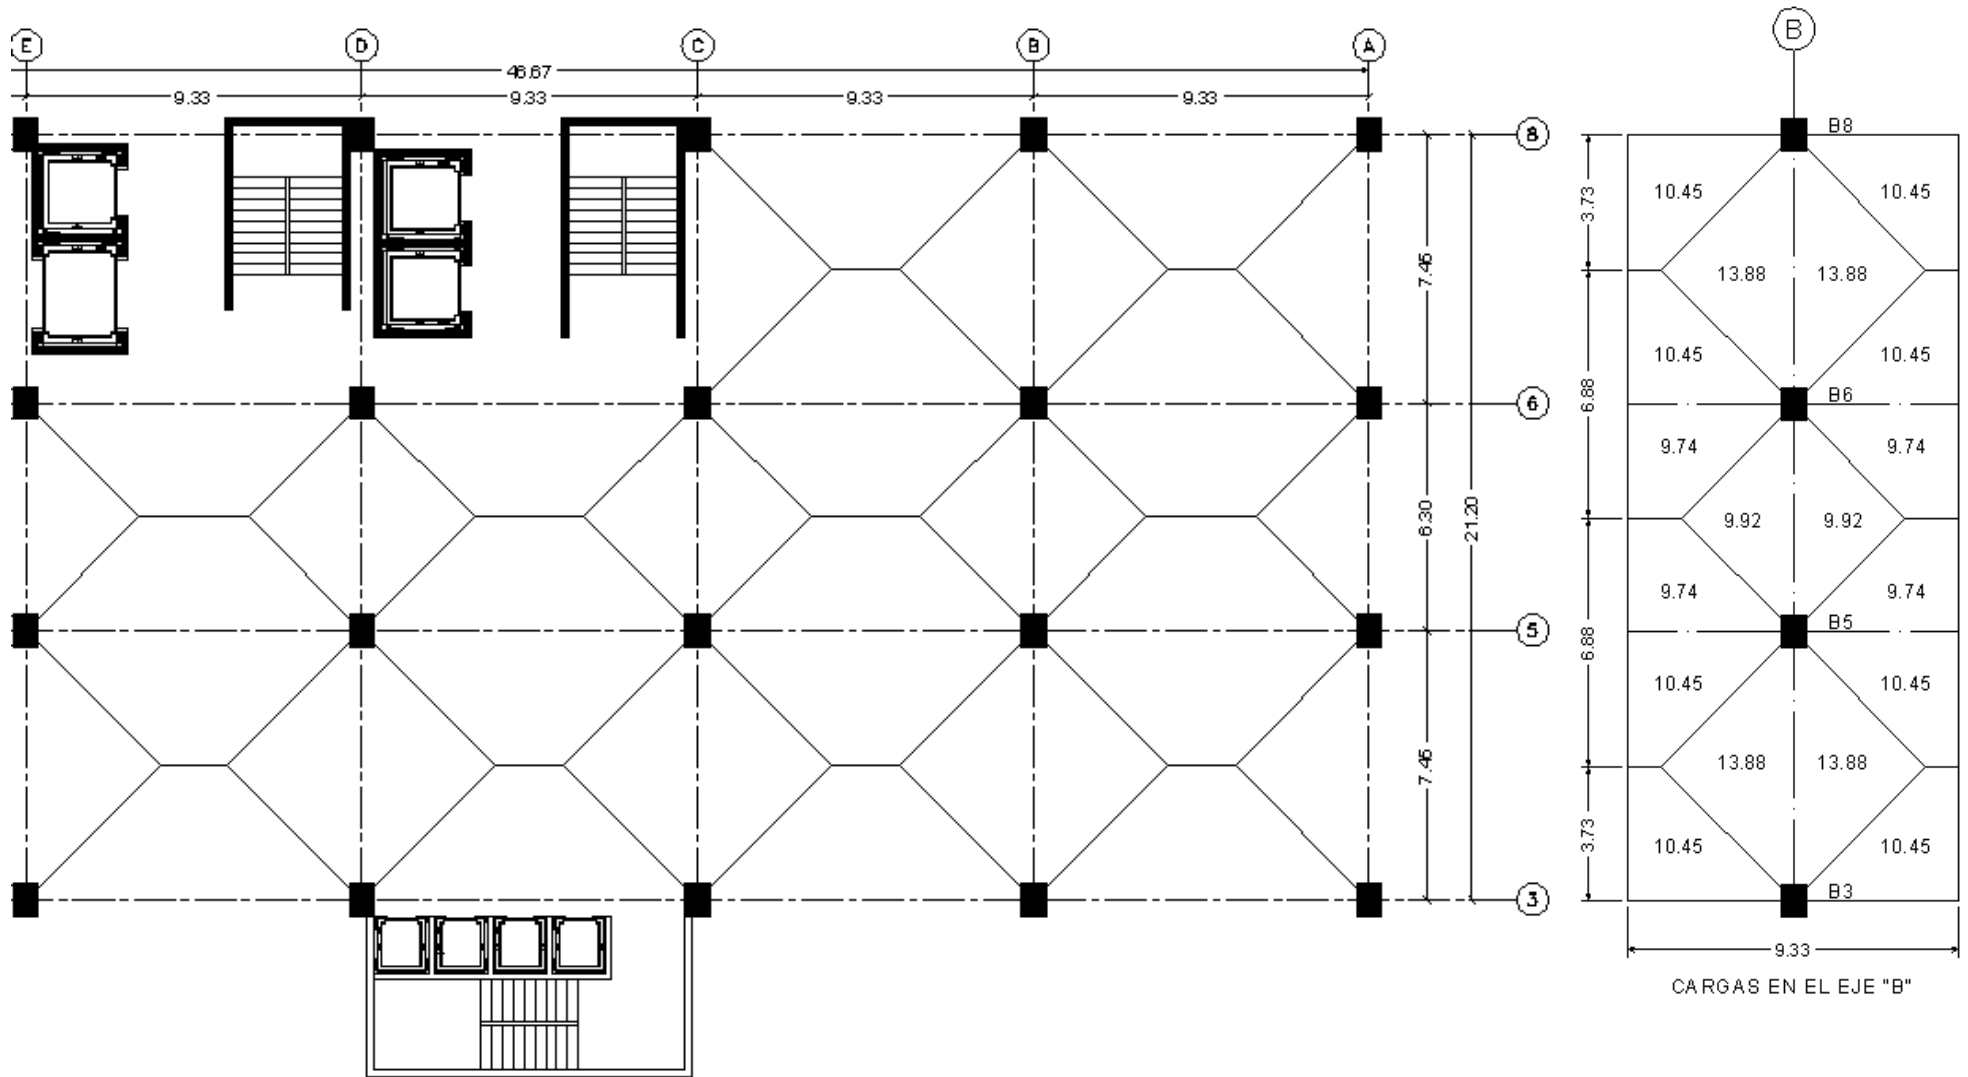 E D C B A
46.67
9.33 9.33 9.33 9.33
8
7.45
6
6.30
21.20
5
7.45
3
B
B8
3.73
10.45 10.45
13.88 13.88
10.45 10.45
6.88
B6
9.74 9.74
9.92 9.92
9.74 9.74
B5
6.88
10.45 10.45
13.88 13.88
3.73
10.45 10.45
B3
9.33
CARGAS EN EL EJE "B"